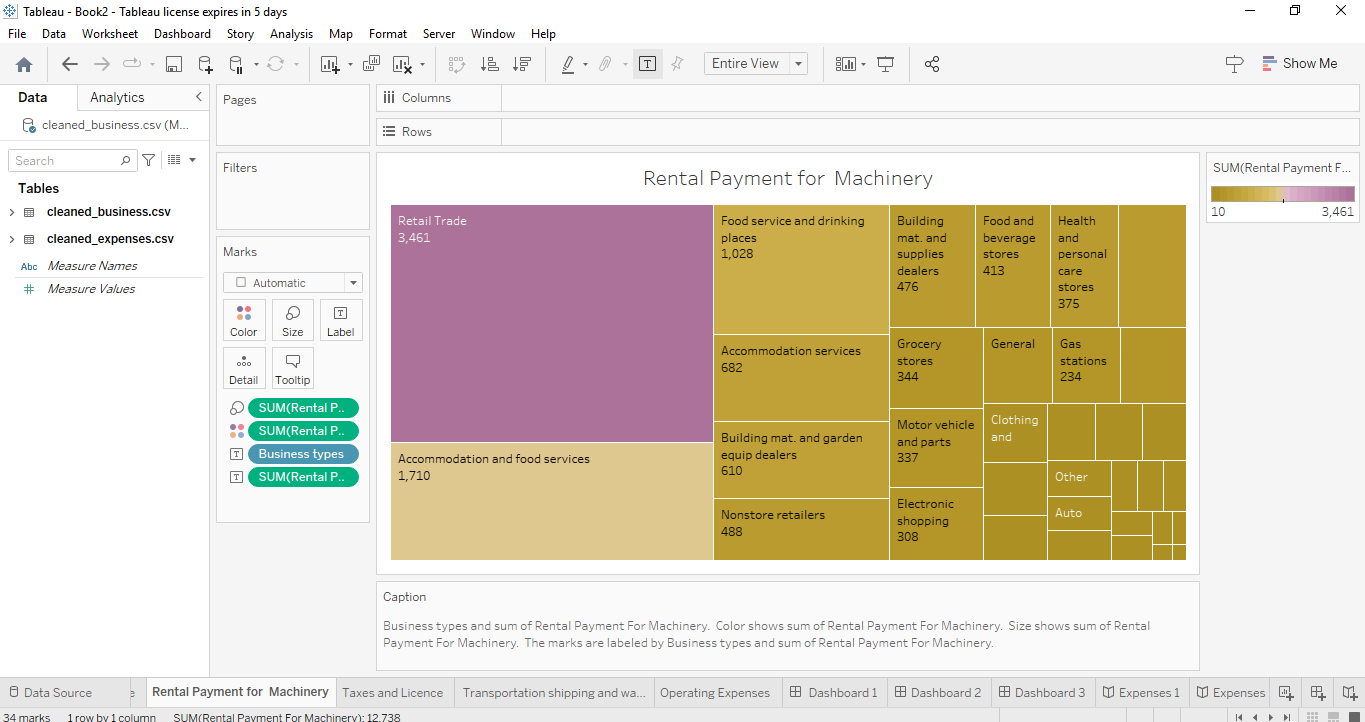 Tableau - Book2 - Tableau license expires in 5 days
File Data Worksheet Dashboard Story Analysis Map Format Server Window Help
Entire View
Show Me
Data
Analytics
cleaned_business.csv (M...
Search
Tables
cleaned_business.csv
cleaned_expenses.csv
Abc Measure Names
# Measure Values
Pages
Filters
Marks
Automatic
Color
Size
T
Label
Detail
Tooltip
SUM(Rental P..
SUM(Rental P..
T Business types
T SUM(Rental P..
Columns
Rows
Rental Payment for Machinery
Retail Trade
3,461
Accommodation and food services
1,710
Food service and drinking
places
1,028
Accommodation services
682
Building mat. and garden
equip dealers
610
Nonstore retailers
488
Building
mat. and
supplies
dealers
476
Food and
beverage
stores
413
Health
and
personal
care
stores
375
Grocery
stores
344
General
Gas
stations
234
Motor vehicle
and parts
337
Clothing
and
Electronic
shopping
308
Other
Auto
SUM(Rental Payment F...
10
3,461
Caption
Business types and sum of Rental Payment For Machinery. Color shows sum of Rental Payment For Machinery. Size shows sum of Rental
Payment For Machinery. The marks are labeled by Business types and sum of Rental Payment For Machinery.
Data Source
e
Rental Payment for Machinery
Taxes and Licence
Transportation shipping and wa...
Operating Expenses
Dashboard 1
Dashboard 2
Dashboard 3
Expenses 1
Expenses
34 marks 1 row by 1 column SUM(Rental Payment For Machinery): 12,738